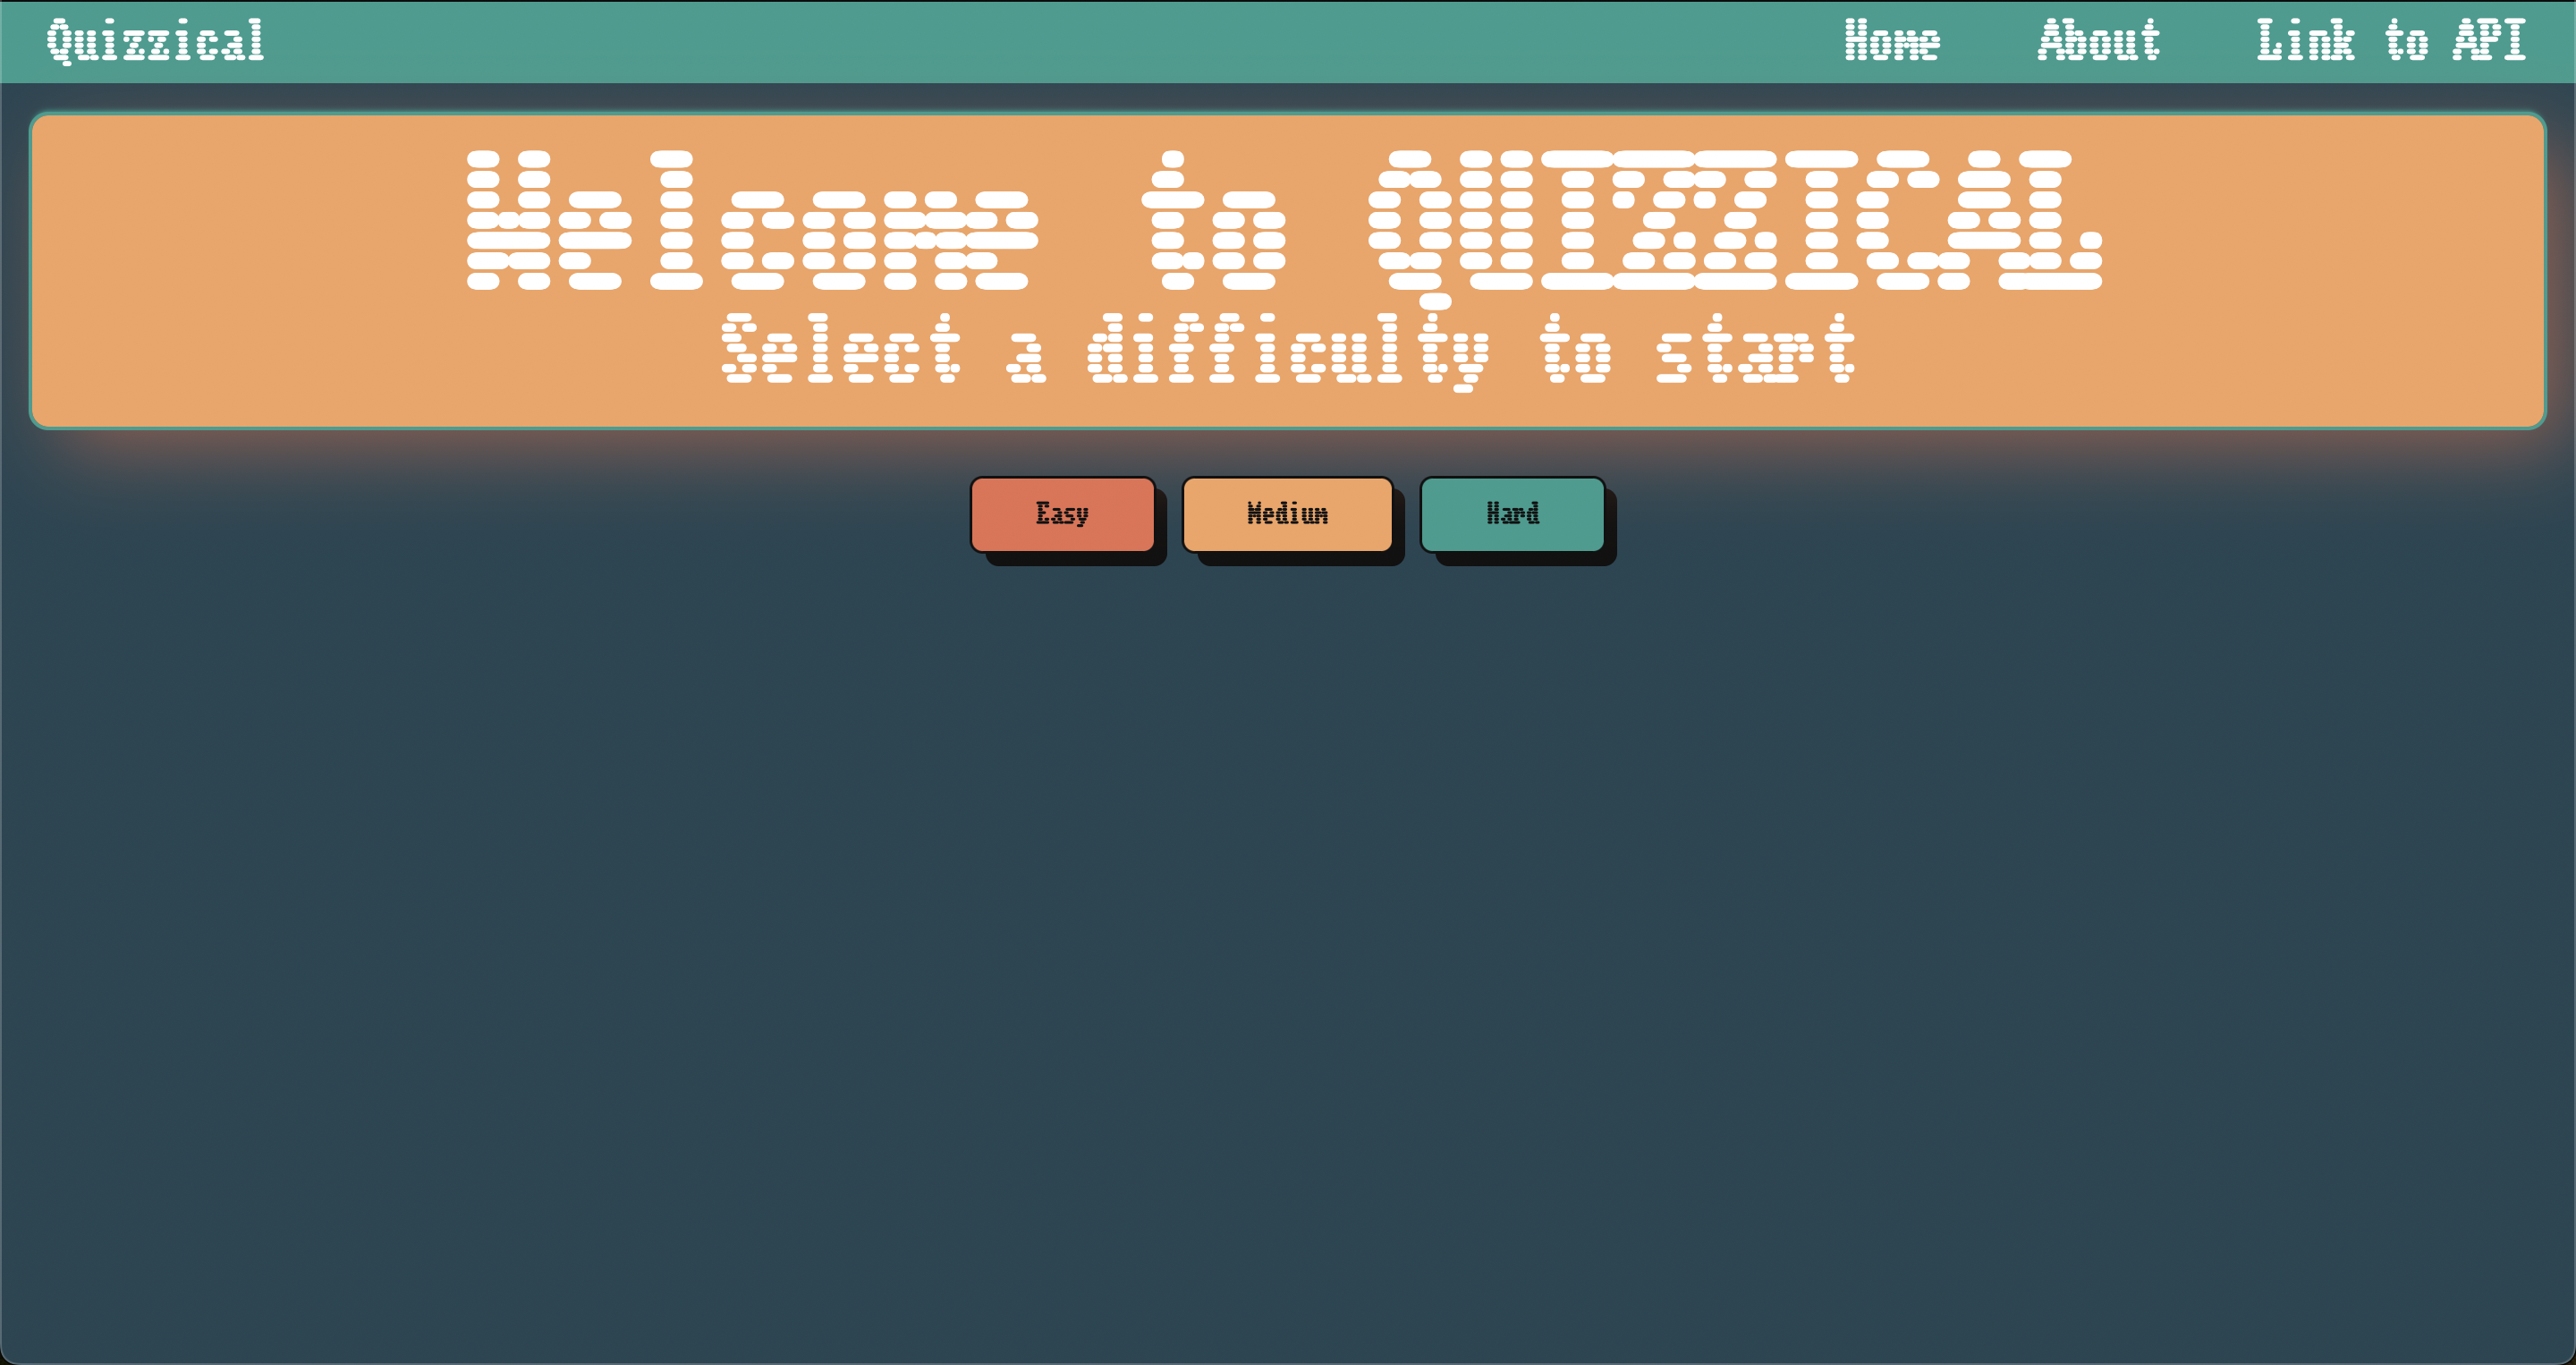 Quizzical Home About Link to API
Welcome to QUIZZICAL
Select a difficulty to start
Easy Medium Hard